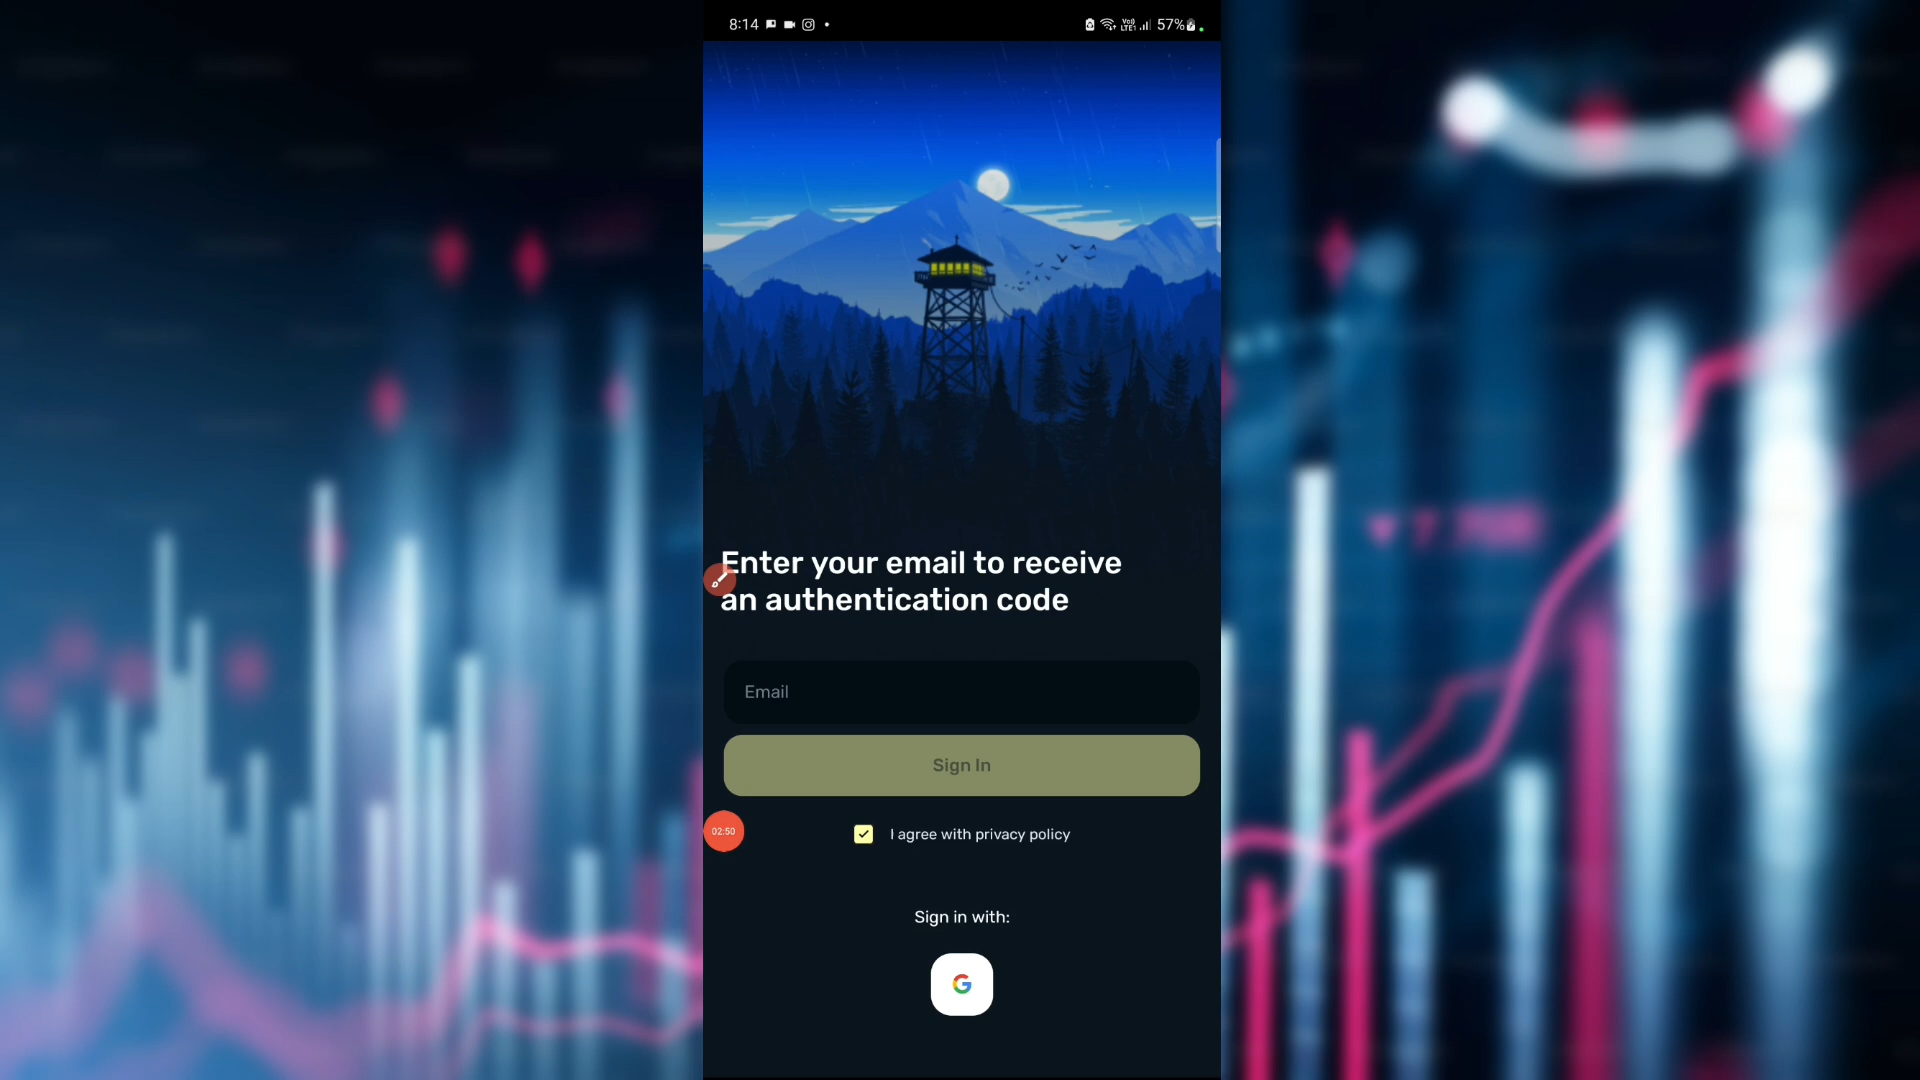 8:14
57%
Enter your email to receive
an authentication code
Email
Sign In
02:50
I agree with privacy policy
Sign in with: